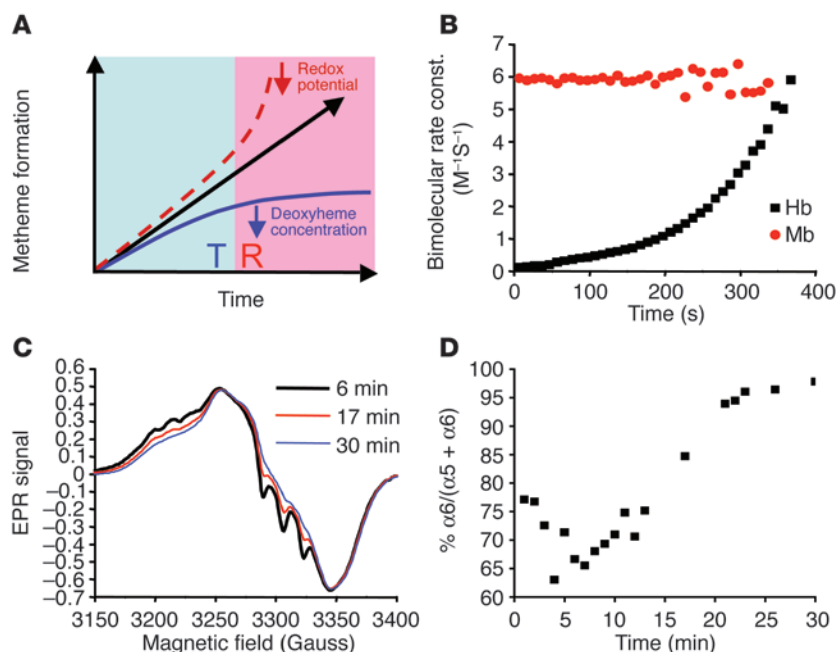 A
Metheme formation
Redox
potential
Deoxyheme
concentration
T R
Time
B
Bimolecular rate const.
(M⁻¹S⁻¹)
7
6
5
4
3
2
1
0
Hb
Mb
0 100 200 300 400
Time (s)
C
EPR signal
0.6
0.5
0.4
0.3
0.2
0.1
0
−0.1
−0.2
−0.3
−0.4
−0.5
−0.6
−0.7
6 min
17 min
30 min
3150 3200 3250 3300 3350 3400
Magnetic field (Gauss)
D
% α6/(α5 + α6)
100
95
90
85
80
75
70
65
60
0 5 10 15 20 25 30
Time (min)